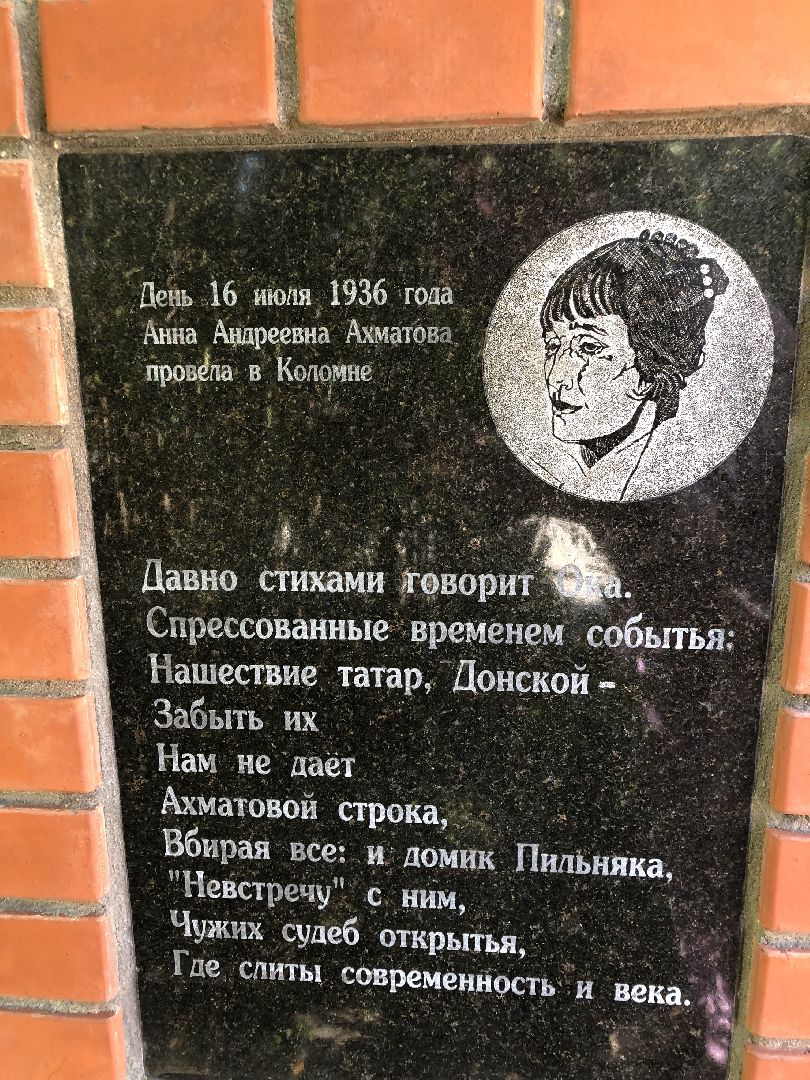 День 16 июля 1936 года
Анна Андреевна Ахматова
провела в Коломне
Давно стихами говорит Ока.
Спрессованные временем событья:
Нашествие татар, Донской -
Забыть их
Нам не даёт
Ахматовой строка,
Вбирая все: и домик Пильняка,
"Невстречу" с ним,
Чужих судеб открытья,
Где слиты современность и века.